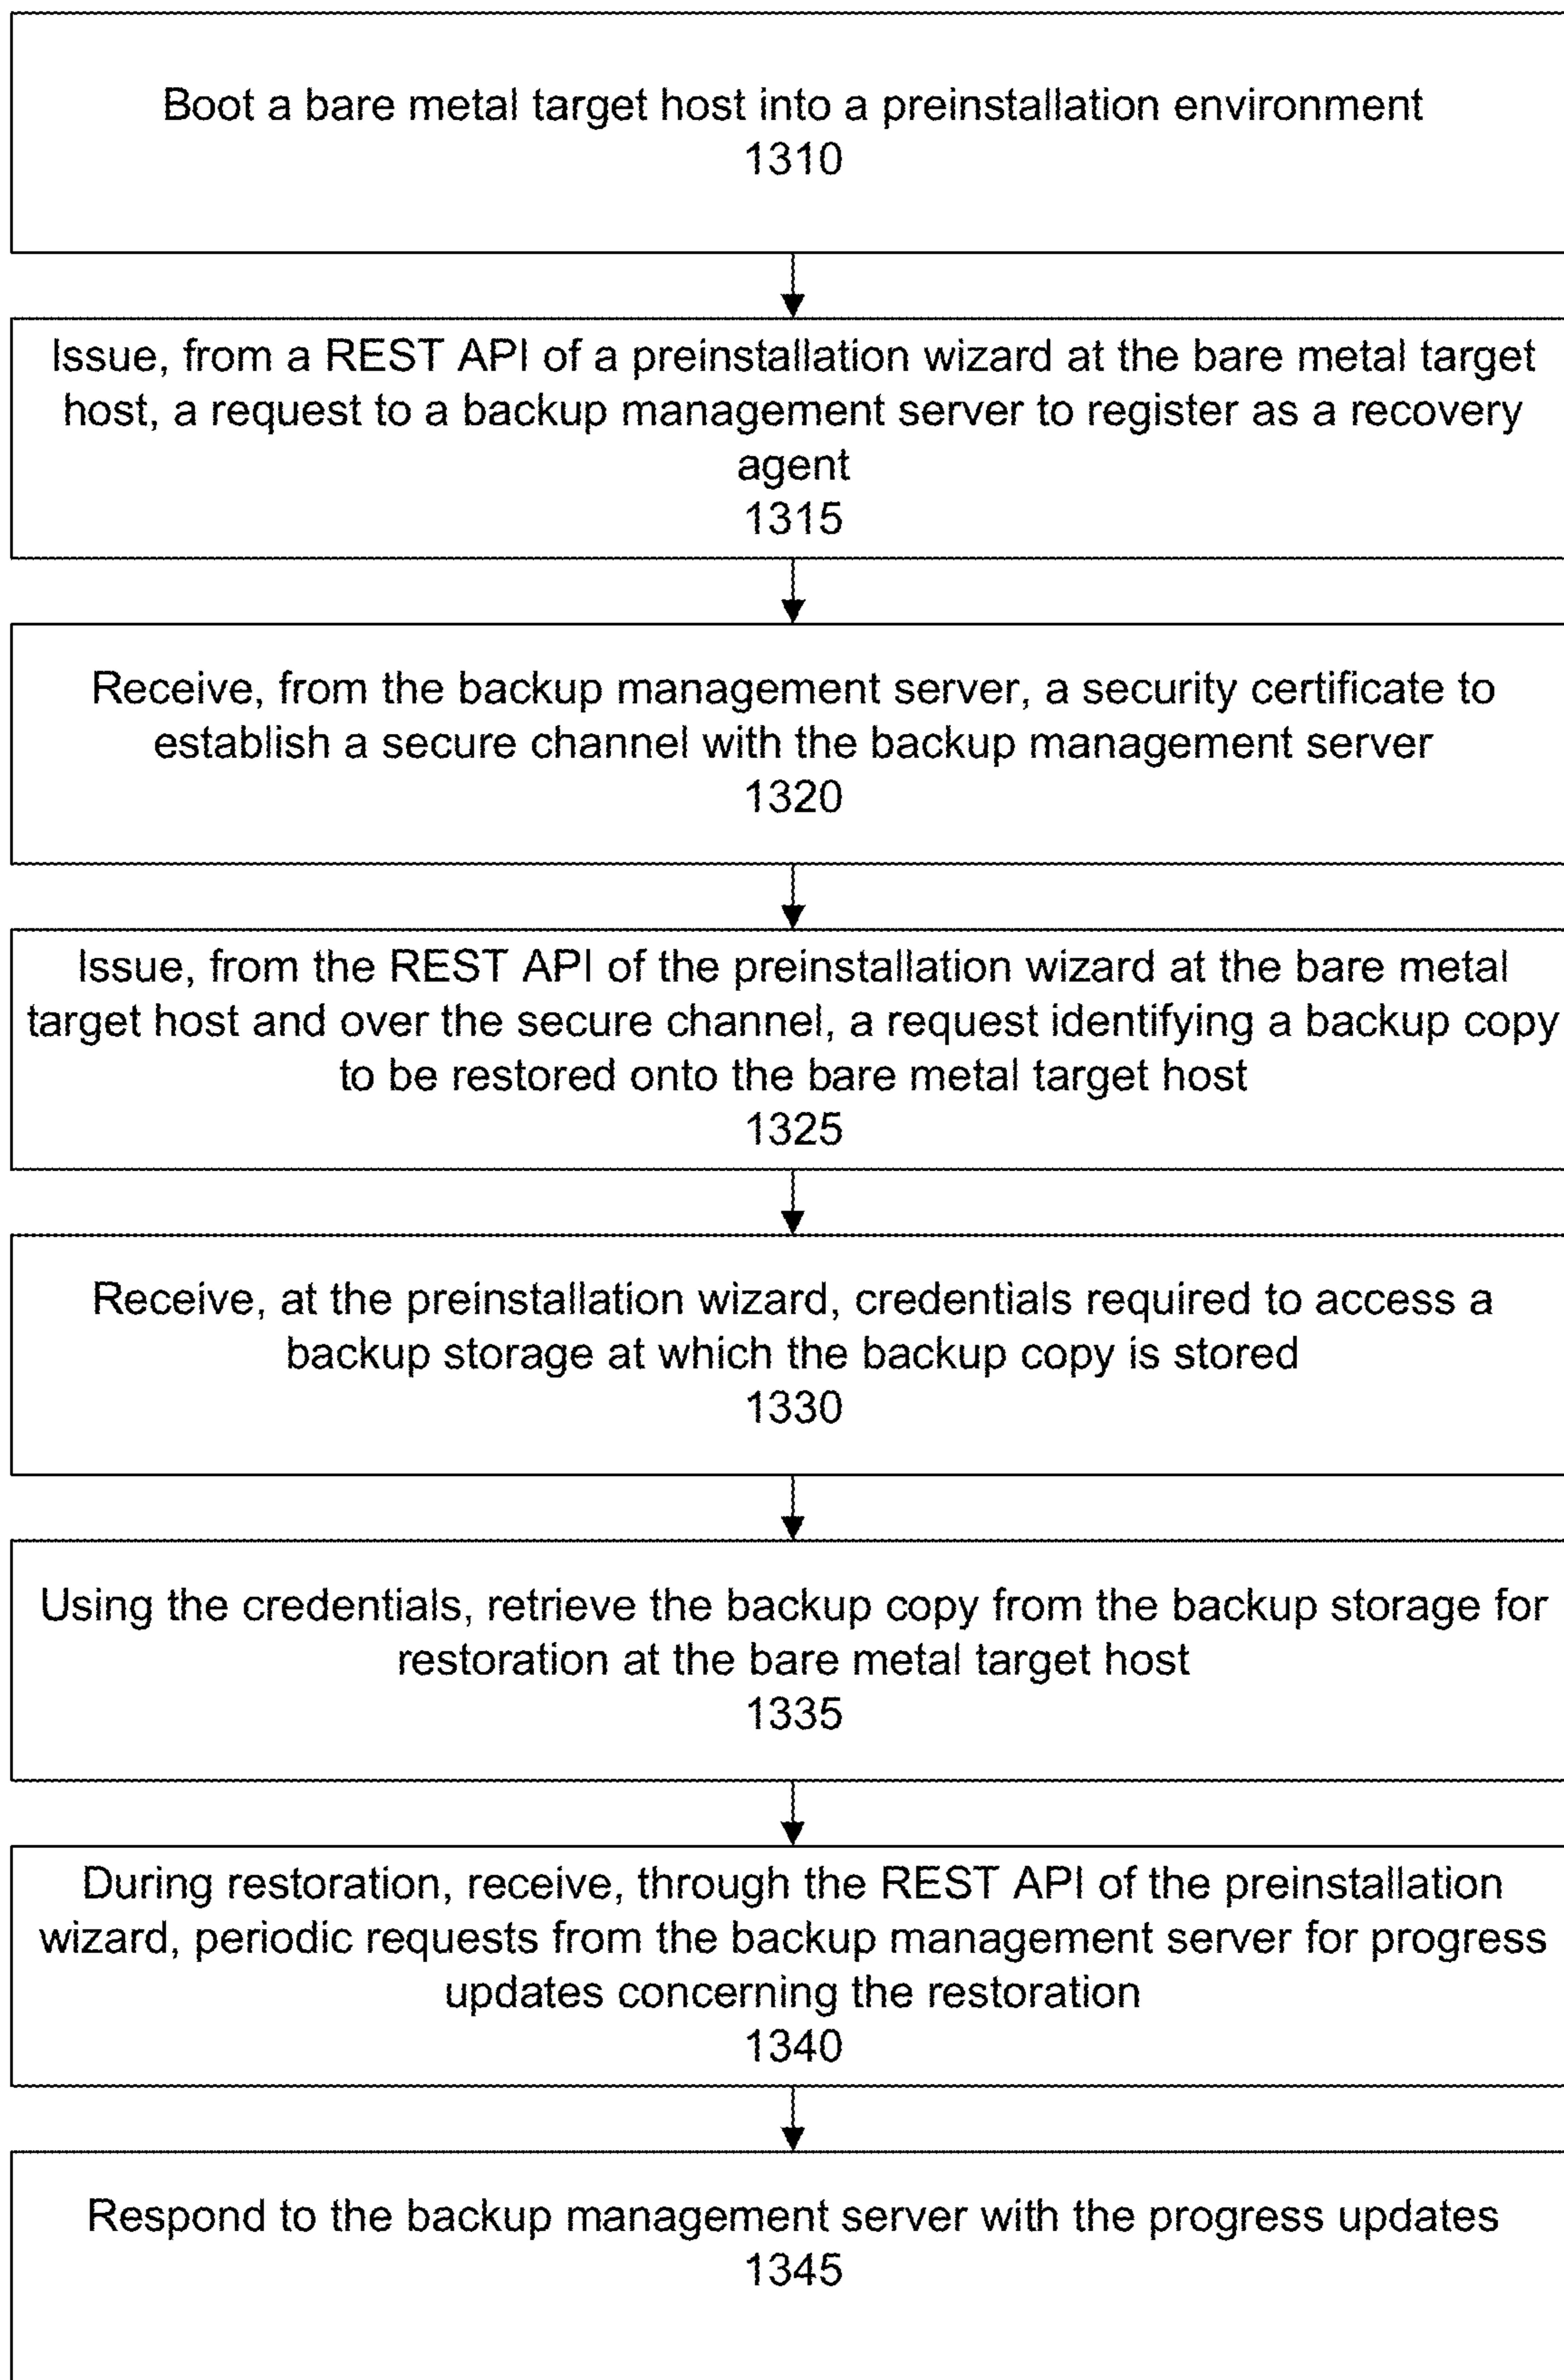 Boot a bare metal target host into a preinstallation environment
1310
Issue, from a REST API of a preinstallation wizard at the bare metal target
host, a request to a backup management server to register as a recovery
agent
1315
Receive, from the backup management server, a security certificate to
establish a secure channel with the backup management server
1320
Issue, from the REST API of the preinstallation wizard at the bare metal
target host and over the secure channel, a request identifying a backup copy
to be restored onto the bare metal target host
1325
Receive, at the preinstallation wizard, credentials required to access a
backup storage at which the backup copy is stored
1330
Using the credentials, retrieve the backup copy from the backup storage for
restoration at the bare metal target host
1335
During restoration, receive, through the REST API of the preinstallation
wizard, periodic requests from the backup management server for progress
updates concerning the restoration
1340
Respond to the backup management server with the progress updates
1345